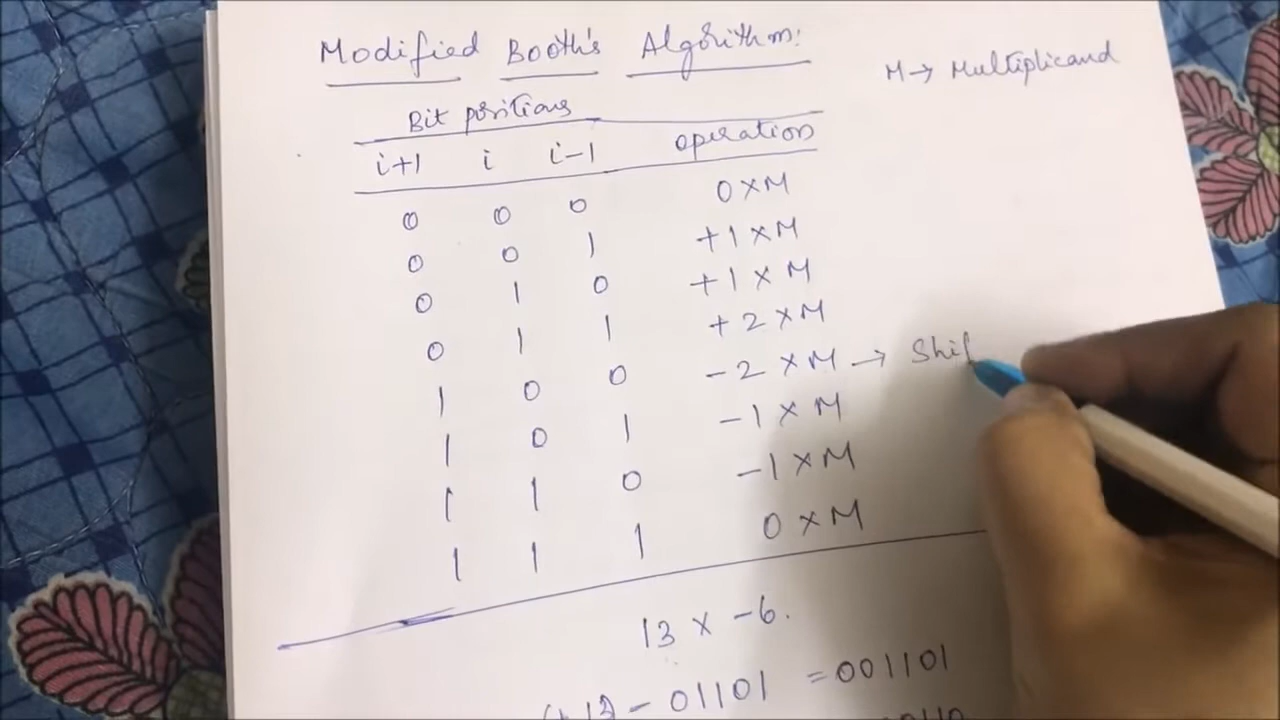 Modified Booth's Algorithm:
M → Multiplicand
Bit positions
i+1 i i-1 operation
0 0 0 0 × M
0 0 1 +1 × M
0 1 0 +1 × M
0 1 1 +2 × M
1 0 0 -2 × M → Shif
1 0 1 -1 × M
1 1 0 -1 × M
1 1 1 0 × M
13 × -6.
- 01101 = 001101